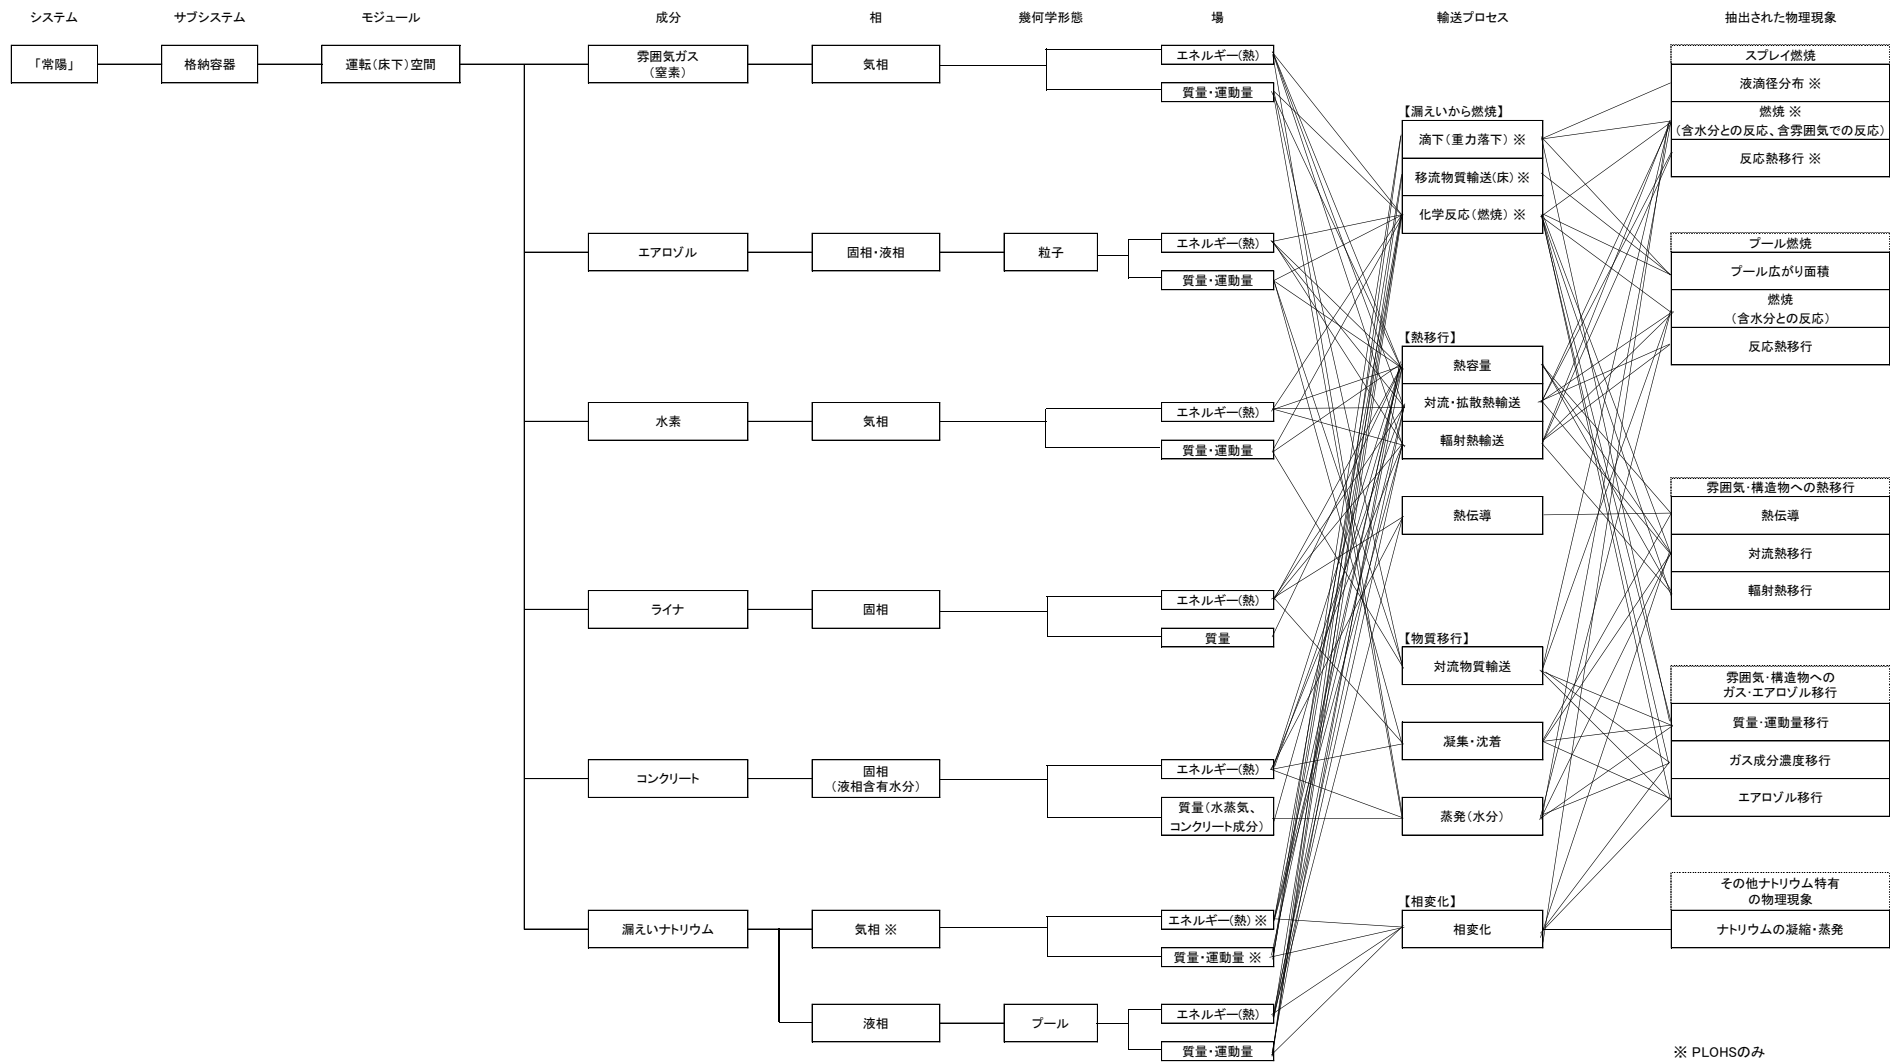 システム
サブシステム
モジュール
成分
相
幾何学形態
場
輸送プロセス
抽出された物理現象
「常陽」
格納容器
運転(床下)空間
雰囲気ガス
(窒素)
気相
エネルギー(熱)
質量・運動量
エアロゾル
固相・液相
粒子
エネルギー(熱)
質量・運動量
水素
気相
エネルギー(熱)
質量・運動量
ライナ
固相
エネルギー(熱)
質量
コンクリート
固相
(液相含有水分)
エネルギー(熱)
質量(水蒸気、
コンクリート成分)
漏えいナトリウム
気相 ※
エネルギー(熱) ※
質量・運動量 ※
液相
プール
エネルギー(熱)
質量・運動量
【漏えいから燃焼】
滴下(重力落下) ※
移流物質輸送(床) ※
化学反応(燃焼) ※
【熱移行】
熱容量
対流・拡散熱輸送
輻射熱輸送
熱伝導
【物質移行】
対流物質輸送
凝集・沈着
蒸発(水分)
【相変化】
相変化
スプレイ燃焼
液滴径分布 ※
燃焼 ※
(含水分との反応、含雰囲気での反応)
反応熱移行 ※
プール燃焼
プール広がり面積
燃焼
(含水分との反応)
反応熱移行
雰囲気・構造物への熱移行
熱伝導
対流熱移行
輻射熱移行
雰囲気・構造物への
ガス・エアロゾル移行
質量・運動量移行
ガス成分濃度移行
エアロゾル移行
その他ナトリウム特有
の物理現象
ナトリウムの凝縮・蒸発
※ PLOHSのみ